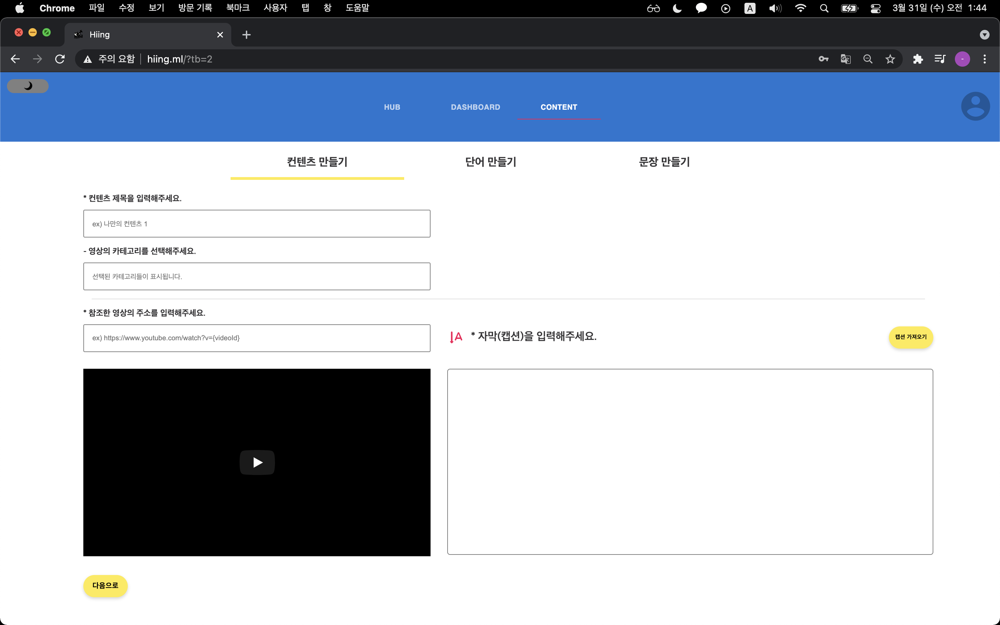 Chrome 파일 수정 보기 방문 기록 북마크 사용자 탭 창 도움말 A 3월 31일 (수) 오전 1:44
Hiing
주의 요함 hiing.ml/?tb=2
HUB DASHBOARD CONTENT
컨텐츠 만들기 단어 만들기 문장 만들기
* 컨텐츠 제목을 입력해주세요.
ex) 나만의 컨텐츠 1
- 영상의 카테고리를 선택해주세요.
선택된 카테고리들이 표시됩니다.
* 참조한 영상의 주소를 입력해주세요.
ex) https://www.youtube.com/watch?v={videoId}
A * 자막(캡션)을 입력해주세요.
캡션 가져오기
다음으로